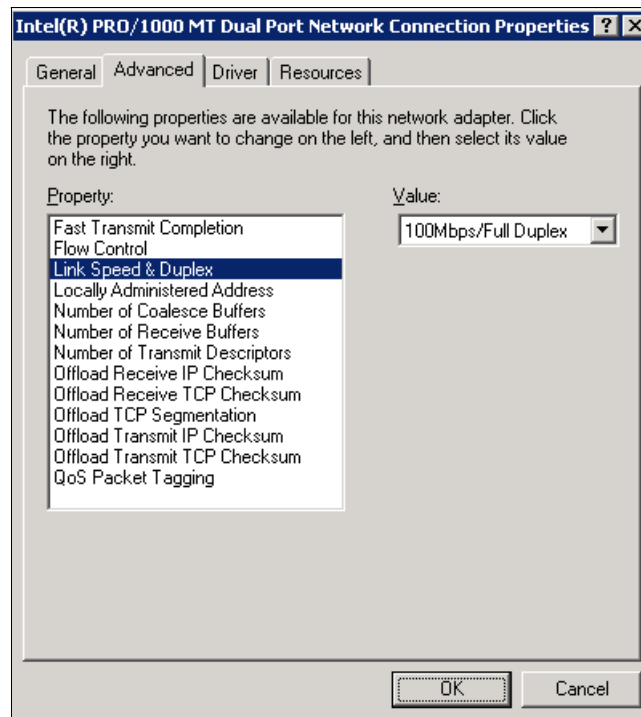 Intel(R) PRO/1000 MT Dual Port Network Connection Properties
General Advanced Driver Resources
The following properties are available for this network adapter. Click
the property you want to change on the left, and then select its value
on the right.
Property:
Value:
Fast Transmit Completion
Flow Control
Link Speed & Duplex
Locally Administered Address
Number of Coalesce Buffers
Number of Receive Buffers
Number of Transmit Descriptors
Offload Receive IP Checksum
Offload Receive TCP Checksum
Offload TCP Segmentation
Offload Transmit IP Checksum
Offload Transmit TCP Checksum
QoS Packet Tagging
100Mbps/Full Duplex
OK
Cancel